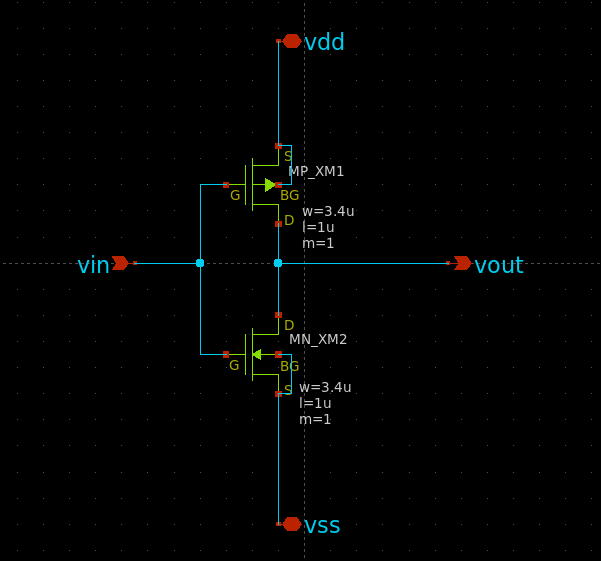 vdd
S
MP_XM1
G
BG
w=3.4u
l=1u
m=1
D
vin
vout
D
MN_XM2
G
BG
S
w=3.4u
l=1u
m=1
vss